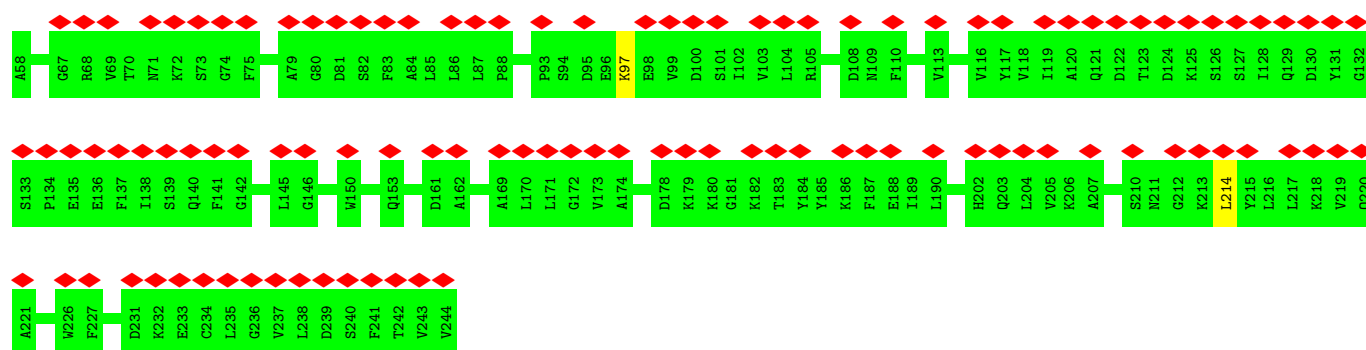 A58 G67 R68 V69 T70 N71 K72 S73 G74 F75 A79 G80 D81 S82 F83 A84 L85 L86 L87 P88 P93 S94 D95 E96 K97 E98 V99 D100 S101 I102 V103 L104 R105 D108 N109 F110 V113 V116 Y117 V118 I119 A120 Q121 D122 T123 D124 K125 S126 S127 I128 Q129 D130 Y131 G132
S133 P134 E135 E136 F137 I138 S139 Q140 F141 G142 L145 G146 W150 Q153 D161 A162 A169 L170 L171 G172 V173 A174 D178 K179 K180 G181 K182 T183 Y184 Y185 K186 F187 E188 I189 L190 H202 Q203 L204 V205 K206 A207 S210 N211 G212 K213 L214 Y215 L216 L217 K218 V219 Q220
A221 W226 F227 D231 K232 E233 C234 L235 G236 V237 L238 D239 S240 F241 T242 V243 V244